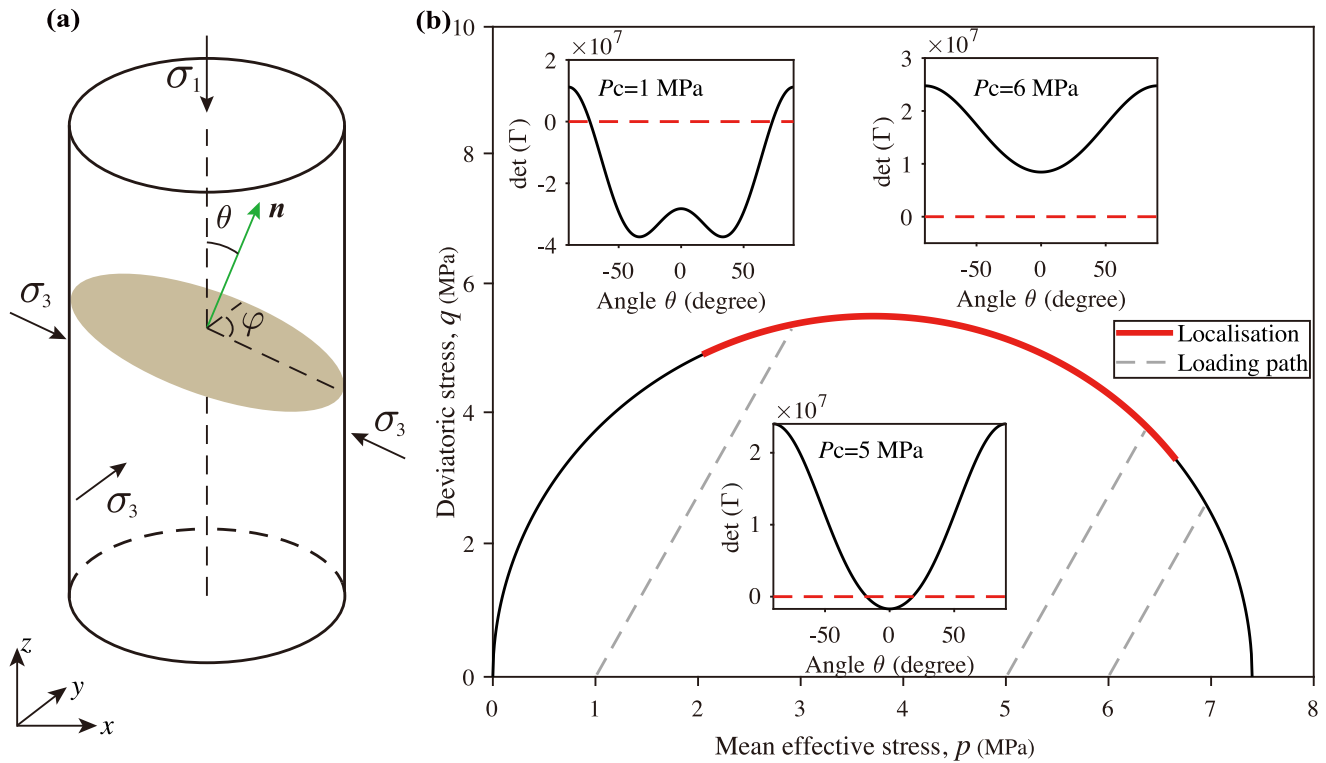 (a)
σ1
θ
n
φ
σ3
σ3
σ3
z
y
x
(b)
10
8
6
4
2
0
Deviatoric stress, q (MPa)
0 1 2 3 4 5 6 7 8
Mean effective stress, p (MPa)
×10^7
Pc=1 MPa
2
0
-2
-4
det (Γ)
-50 0 50
Angle θ (degree)
×10^7
Pc=6 MPa
3
2
1
0
det (Γ)
-50 0 50
Angle θ (degree)
Localisation
Loading path
×10^7
Pc=5 MPa
2
1
0
det (Γ)
-50 0 50
Angle θ (degree)